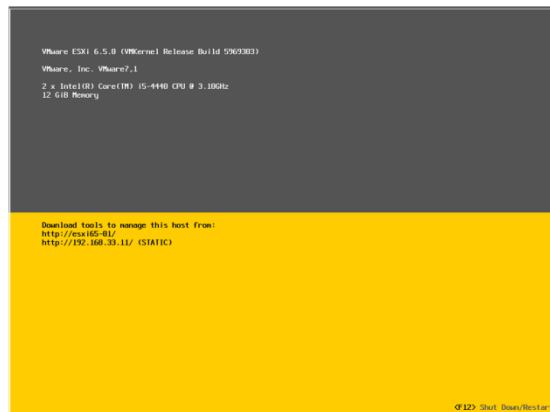 VMware ESXi 6.5.0 (VMKernel Release Build 5969303)
VMware, Inc. VMware7,1
2 x Intel(R) Core(TM) i5-4440 CPU @ 3.10GHz
12 GiB Memory
Download tools to manage this host from:
http://esxi65-01/
http://192.168.33.11/ (STATIC)
<F12> Shut Down/Restar